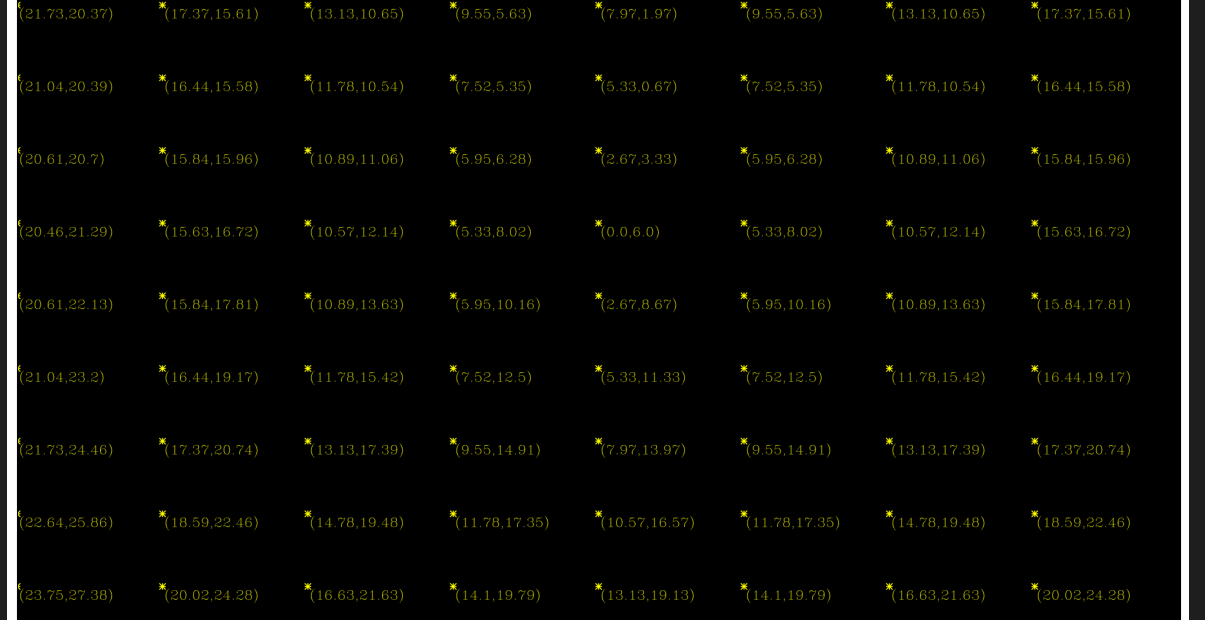 (21.73,20.37) (17.37,15.61) (13.13,10.65) (9.55,5.63) (7.97,1.97) (9.55,5.63) (13.13,10.65) (17.37,15.61)
(21.04,20.39) (16.44,15.58) (11.78,10.54) (7.52,5.35) (5.33,0.67) (7.52,5.35) (11.78,10.54) (16.44,15.58)
(20.61,20.7) (15.84,15.96) (10.89,11.06) (5.95,6.28) (2.67,3.33) (5.95,6.28) (10.89,11.06) (15.84,15.96)
(20.46,21.29) (15.63,16.72) (10.57,12.14) (5.33,8.02) (0.0,6.0) (5.33,8.02) (10.57,12.14) (15.63,16.72)
(20.61,22.13) (15.84,17.81) (10.89,13.63) (5.95,10.16) (2.67,8.67) (5.95,10.16) (10.89,13.63) (15.84,17.81)
(21.04,23.2) (16.44,19.17) (11.78,15.42) (7.52,12.5) (5.33,11.33) (7.52,12.5) (11.78,15.42) (16.44,19.17)
(21.73,24.46) (17.37,20.74) (13.13,17.39) (9.55,14.91) (7.97,13.97) (9.55,14.91) (13.13,17.39) (17.37,20.74)
(22.64,25.86) (18.59,22.46) (14.78,19.48) (11.78,17.35) (10.57,16.57) (11.78,17.35) (14.78,19.48) (18.59,22.46)
(23.75,27.38) (20.02,24.28) (16.63,21.63) (14.1,19.79) (13.13,19.13) (14.1,19.79) (16.63,21.63) (20.02,24.28)